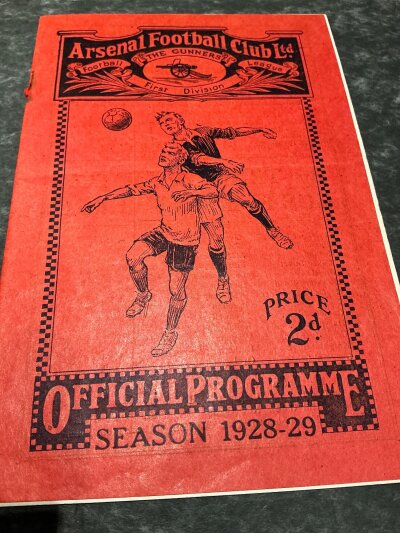 Arsenal Football Club Ltd.
THE GUNNERS
Football League
First Division
PRICE
2d.
OFFICIAL PROGRAMME
SEASON 1928-29